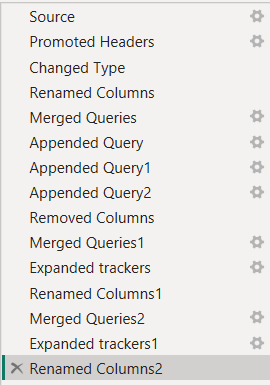 Source
Promoted Headers
Changed Type
Renamed Columns
Merged Queries
Appended Query
Appended Query1
Appended Query2
Removed Columns
Merged Queries1
Expanded trackers
Renamed Columns1
Merged Queries2
Expanded trackers1
Renamed Columns2